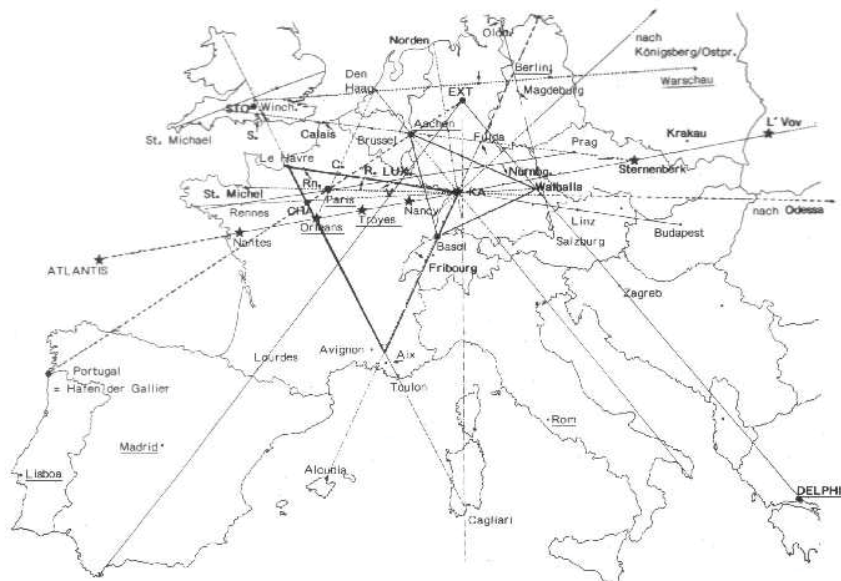 Norden
Olön
nach
Königsberg/Ostpr.
Den
Haag
Berlin
Warschau
EXT
Magdeburg
STO
Winch.
St. Michael
S.
Calais
Brüssel
Aachen
Fulda
Prag
Krakau
L' Vov
Le Havre
C.
R.
LUX.
Nürnbg.
Sternenberk
St. Michel
Rn.
Paris
KA
Walhalla
Rennes
CHA
Orleans
Troyes
Nancy
nach Odessa
Nantes
Basel
Linz
Salzburg
Budapest
ATLANTIS
Fribourg
Zagreb
Lourdes
Avignon
Aix
Toulon
Portugal
= Hafen der Gallier
Madrid
Lisboa
Rom
Alcudia
Cagliari
DELPHI